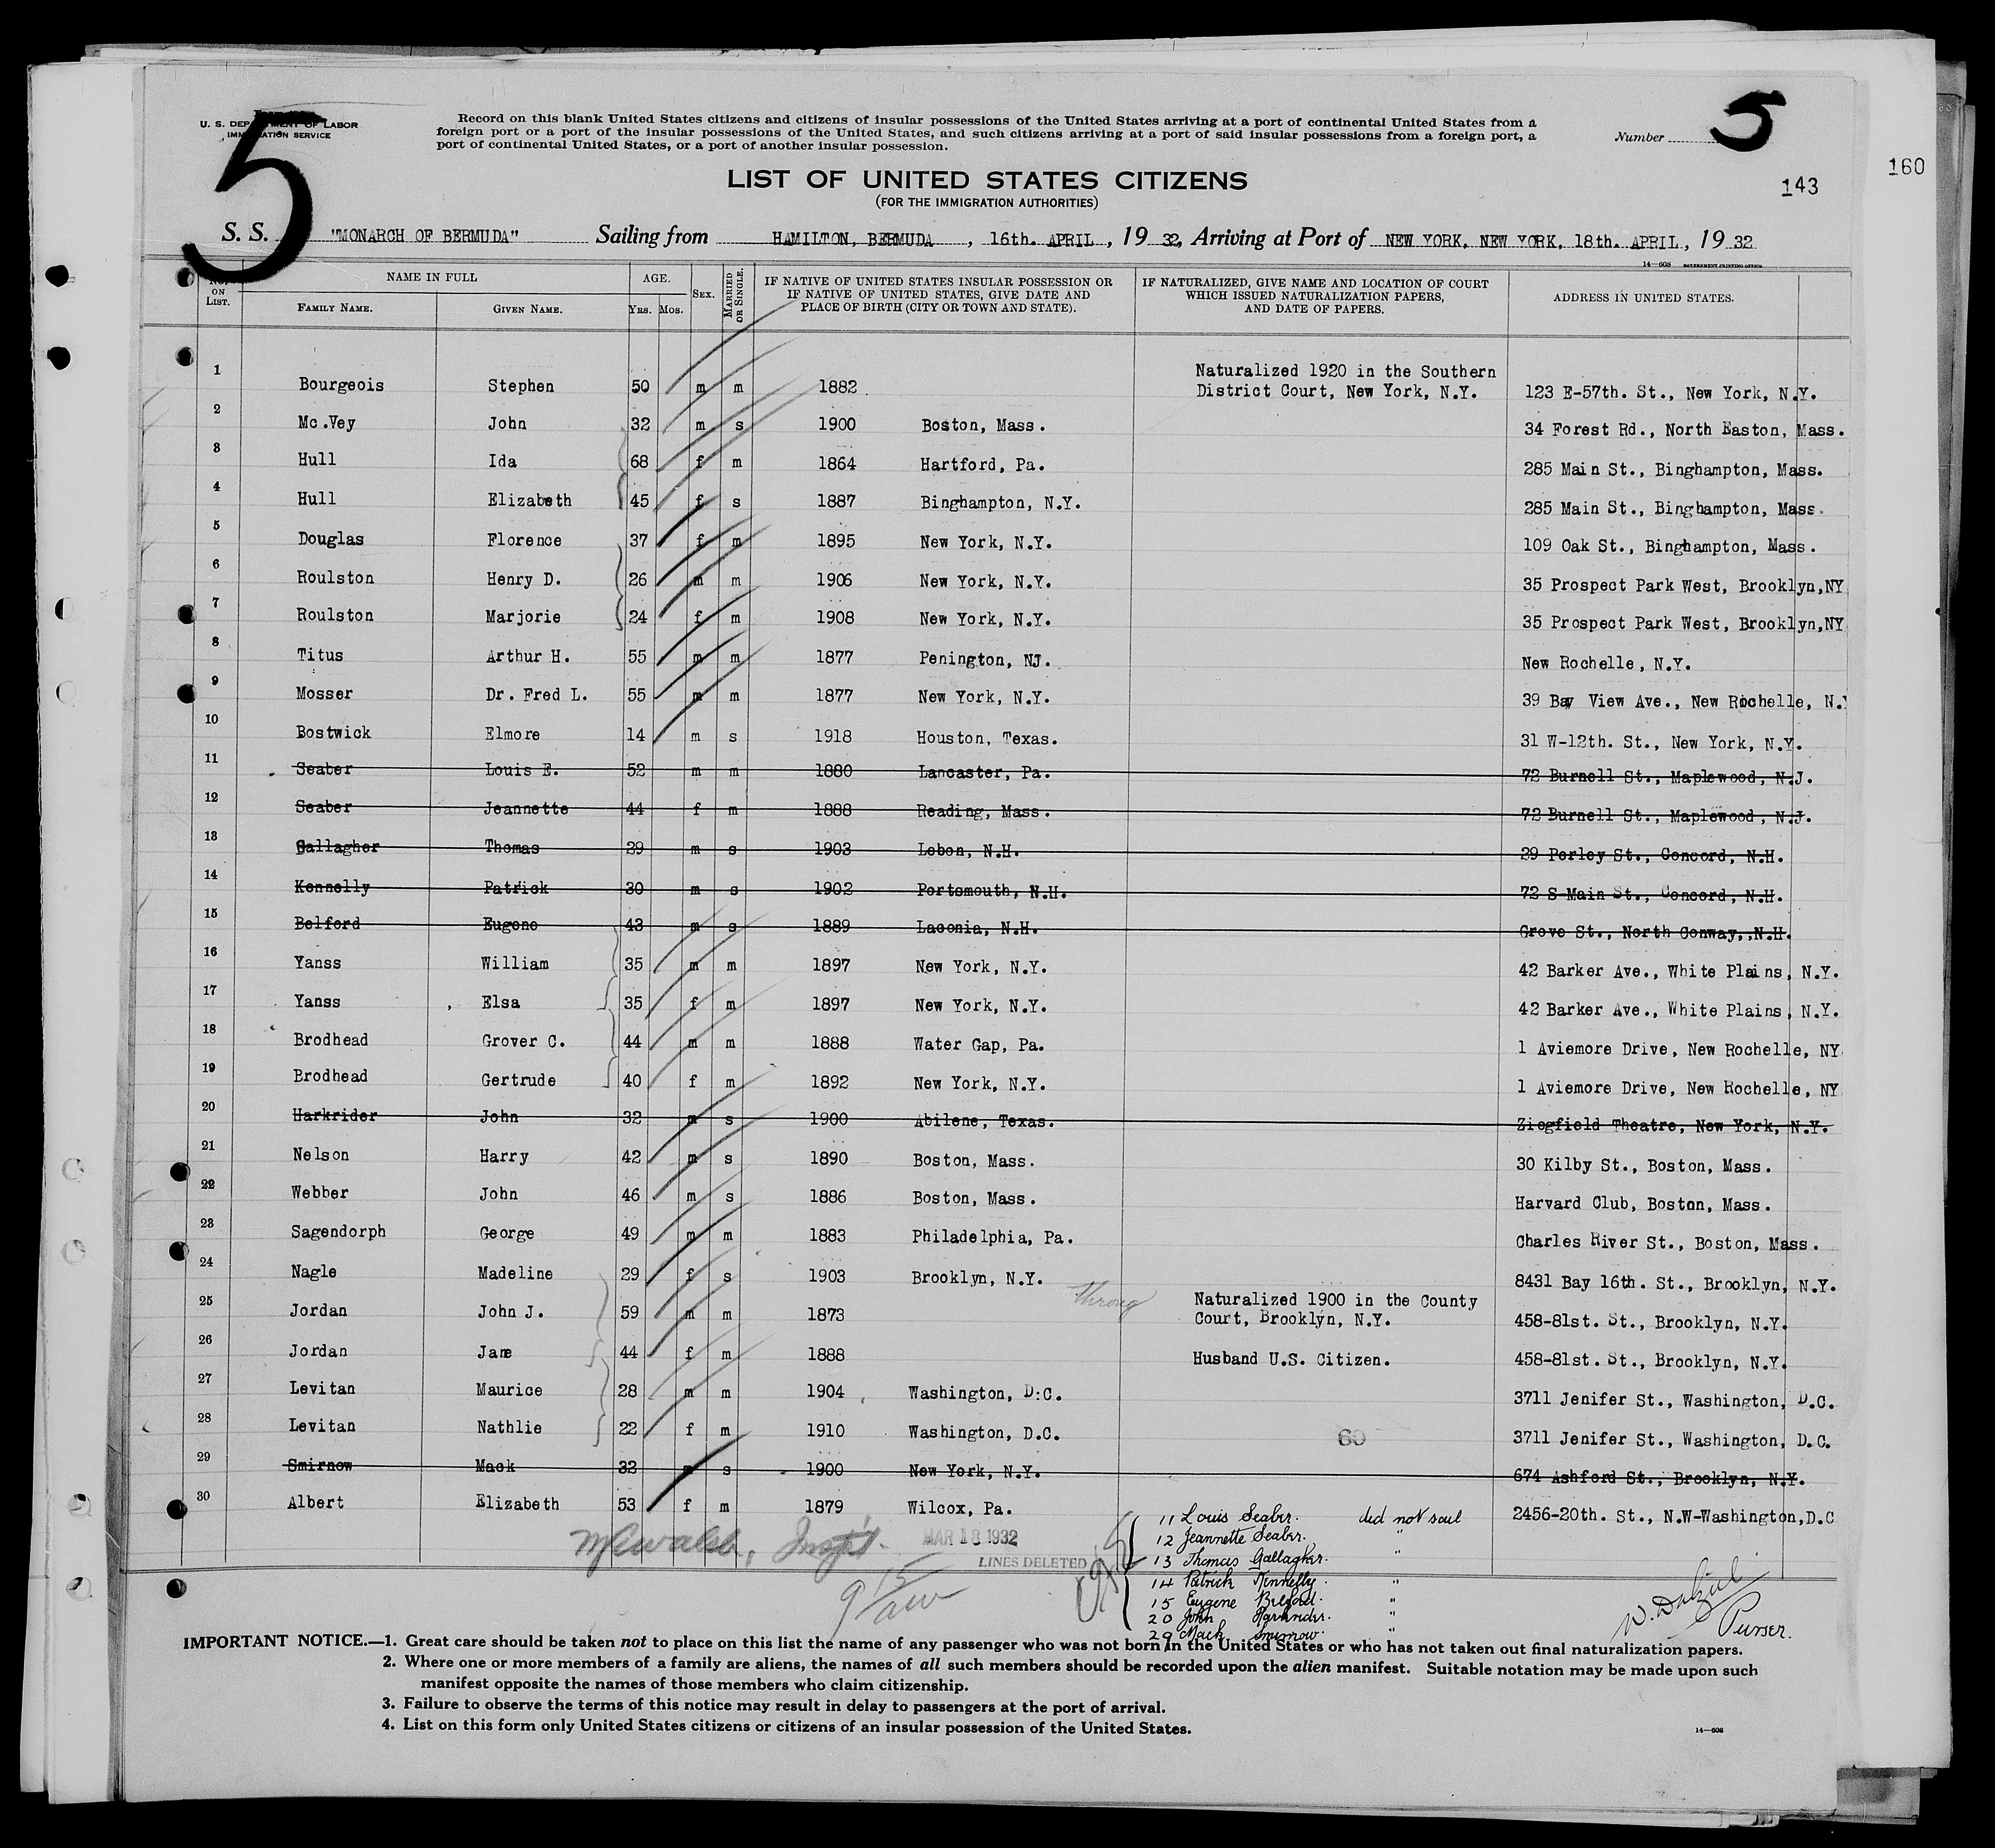 5
U. S. DEPARTMENT OF LABOR
IMMIGRATION SERVICE
Record on this blank United States citizens and citizens of insular possessions of the United States arriving at a port of continental United States from a
foreign port or a port of the insular possessions of the United States, and such citizens arriving at a port of said insular possessions from a foreign port, a
port of continental United States, or a port of another insular possession.
Number 5
LIST OF UNITED STATES CITIZENS
(FOR THE IMMIGRATION AUTHORITIES)
143
160
S. S. "MONARCH OF BERMUDA" Sailing from HAMILTON, BERMUDA, 16th. APRIL, 1932, Arriving at Port of NEW YORK, NEW YORK, 18th. APRIL, 1932
14—608 GOVERNMENT PRINTING OFFICE
No. ON LIST. NAME IN FULL FAMILY NAME. GIVEN NAME. AGE. YRS. MOS. SEX. MARRIED OR SINGLE. IF NATIVE OF UNITED STATES INSULAR POSSESSION OR IF NATIVE OF UNITED STATES, GIVE DATE AND PLACE OF BIRTH (CITY OR TOWN AND STATE). IF NATURALIZED, GIVE NAME AND LOCATION OF COURT WHICH ISSUED NATURALIZATION PAPERS, AND DATE OF PAPERS. ADDRESS IN UNITED STATES.
1 Bourgeois Stephen 50 m m 1882 Naturalized 1920 in the Southern District Court, New York, N.Y. 123 E-57th. St., New York, N.Y.
2 Mc.Vey John 32 m s 1900 Boston, Mass. 34 Forest Rd., North Easton, Mass.
3 Hull Ida 68 f m 1864 Hartford, Pa. 285 Main St., Binghampton, Mass.
4 Hull Elizabeth 45 f s 1887 Binghampton, N.Y. 285 Main St., Binghampton, Mass.
5 Douglas Florence 37 f m 1895 New York, N.Y. 109 Oak St., Binghampton, Mass.
6 Roulston Henry D. 26 m m 1906 New York, N.Y. 35 Prospect Park West, Brooklyn,NY
7 Roulston Marjorie 24 f m 1908 New York, N.Y. 35 Prospect Park West, Brooklyn,NY
8 Titus Arthur H. 55 m m 1877 Penington, NJ. New Rochelle, N.Y.
9 Mosser Dr. Fred L. 55 m m 1877 New York, N.Y. 39 Bay View Ave., New Rochelle, N.Y
10 Bostwick Elmore 14 m s 1918 Houston, Texas. 31 W-12th. St., New York, N.Y.
11 Seaber Louis E. 52 m m 1880 Lancaster, Pa. 72 Burnell St., Maplewood, N.J.
12 Seaber Jeannette 44 f m 1888 Reading, Mass. 72 Burnell St., Maplewood, N.J.
13 Gallagher Thomas 29 m s 1903 Lebon, N.H. 29 Perley St., Concord, N.H.
14 Kennelly Patrick 30 m s 1902 Portsmouth, N.H. 72 S-Main St., Concord, N.H.
15 Belford Eugene 43 m s 1889 Laconia, N.H. Grove St., North Conway,,N.H.
16 Yanss William 35 m m 1897 New York, N.Y. 42 Barker Ave., White Plains, N.Y.
17 Yanss Elsa 35 f m 1897 New York, N.Y. 42 Barker Ave., White Plains, N.Y.
18 Brodhead Grover C. 44 m m 1888 Water Gap, Pa. 1 Aviemore Drive, New Rochelle, NY
19 Brodhead Gertrude 40 f m 1892 New York, N.Y. 1 Aviemore Drive, New Rochelle, NY
20 Harkrider John 32 m s 1900 Abilene, Texas. Ziegfield Theatre, New York, N.Y.
21 Nelson Harry 42 m s 1890 Boston, Mass. 30 Kilby St., Boston, Mass.
22 Webber John 46 m s 1886 Boston, Mass. Harvard Club, Boston, Mass.
23 Sagendorph George 49 m m 1883 Philadelphia, Pa. Charles River St., Boston, Mass.
24 Nagle Madeline 29 f s 1903 Brooklyn, N.Y. 8431 Bay 16th. St., Brooklyn, N.Y.
25 Jordan John J. 59 m m 1873 Naturalized 1900 in the County Court, Brooklyn, N.Y. 458-81st. St., Brooklyn, N.Y.
26 Jordan Jane 44 f m 1888 Husband U.S. Citizen. 458-81st. St., Brooklyn, N.Y.
27 Levitan Maurice 28 m m 1904 Washington, D.C. 3711 Jenifer St., Washington, D.C.
28 Levitan Nathlie 22 f m 1910 Washington, D.C. 3711 Jenifer St., Washington, D.C.
60
29 Smirnow Mack 32 m s 1900 New York, N.Y. 674 Ashford St., Brooklyn, N.Y.
30 Albert Elizabeth 53 f m 1879 Wilcox, Pa. 2456-20th. St., N.W-Washington,D.C
MAR 18 1932
LINES DELETED
11 Louis Seaber. did not sail
12 Jeannette Seaber. "
13 Thomas Gallagher. "
14 Patrick Kennelly. "
15 Eugene Belford. "
20 John Harkrider. "
29 Mack Smirnow. "
Purser.
IMPORTANT NOTICE.—1. Great care should be taken not to place on this list the name of any passenger who was not born in the United States or who has not taken out final naturalization papers.
2. Where one or more members of a family are aliens, the names of all such members should be recorded upon the alien manifest. Suitable notation may be made upon such
manifest opposite the names of those members who claim citizenship.
3. Failure to observe the terms of this notice may result in delay to passengers at the port of arrival.
4. List on this form only United States citizens or citizens of an insular possession of the United States.
14—608